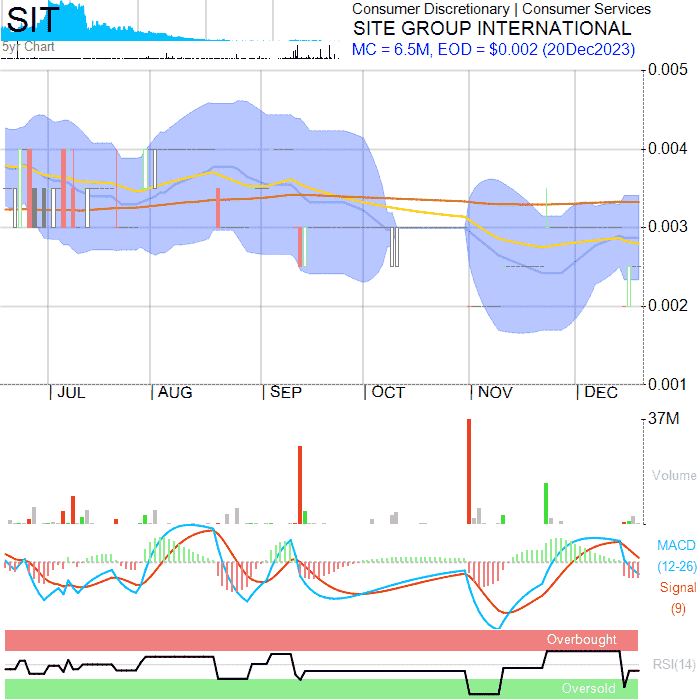 SIT
Consumer Discretionary | Consumer Services
SITE GROUP INTERNATIONAL
MC = 6.5M, EOD = $0.002 (20Dec2023)
5yr Chart
0.005
0.004
0.003
0.002
0.001
JUL
AUG
SEP
OCT
NOV
DEC
37M
Volume
MACD
(12-26)
Signal
(9)
Overbought
RSI(14)
Oversold